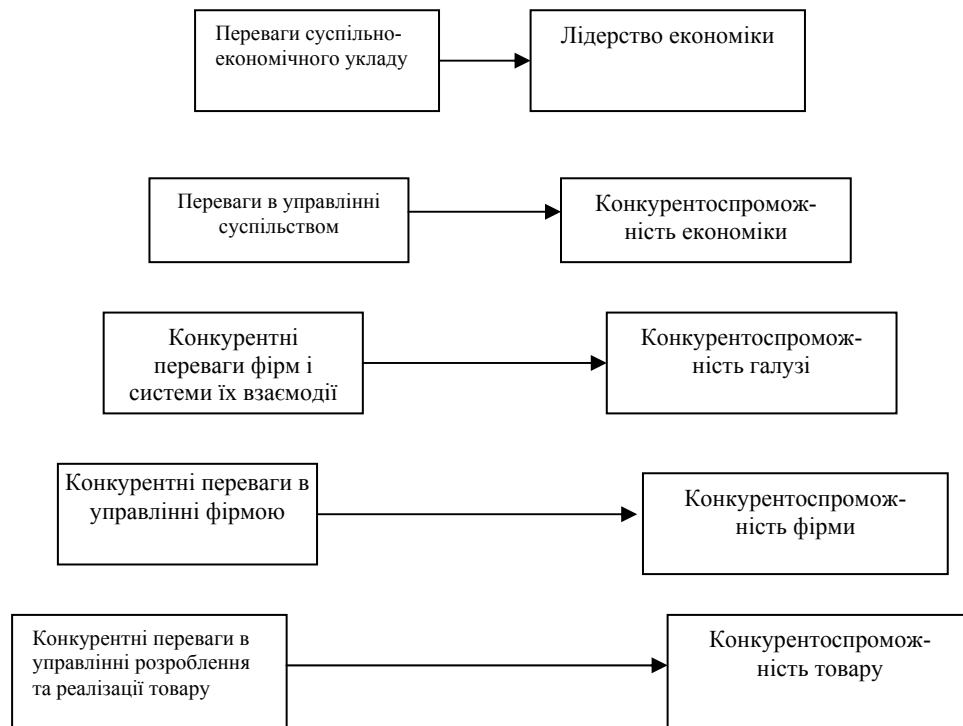 Переваги суспільно-
економічного укладу
Лідерство економіки
Переваги в управлінні
суспільством
Конкурентоспромож-
ність економіки
Конкурентні
переваги фірм і
системи їх взаємодії
Конкурентоспромож-
ність галузі
Конкурентні переваги в
управлінні фірмою
Конкурентоспромож-
ність фірми
Конкурентні переваги в
управлінні розроблення
та реалізації товару
Конкурентоспромож-
ність товару